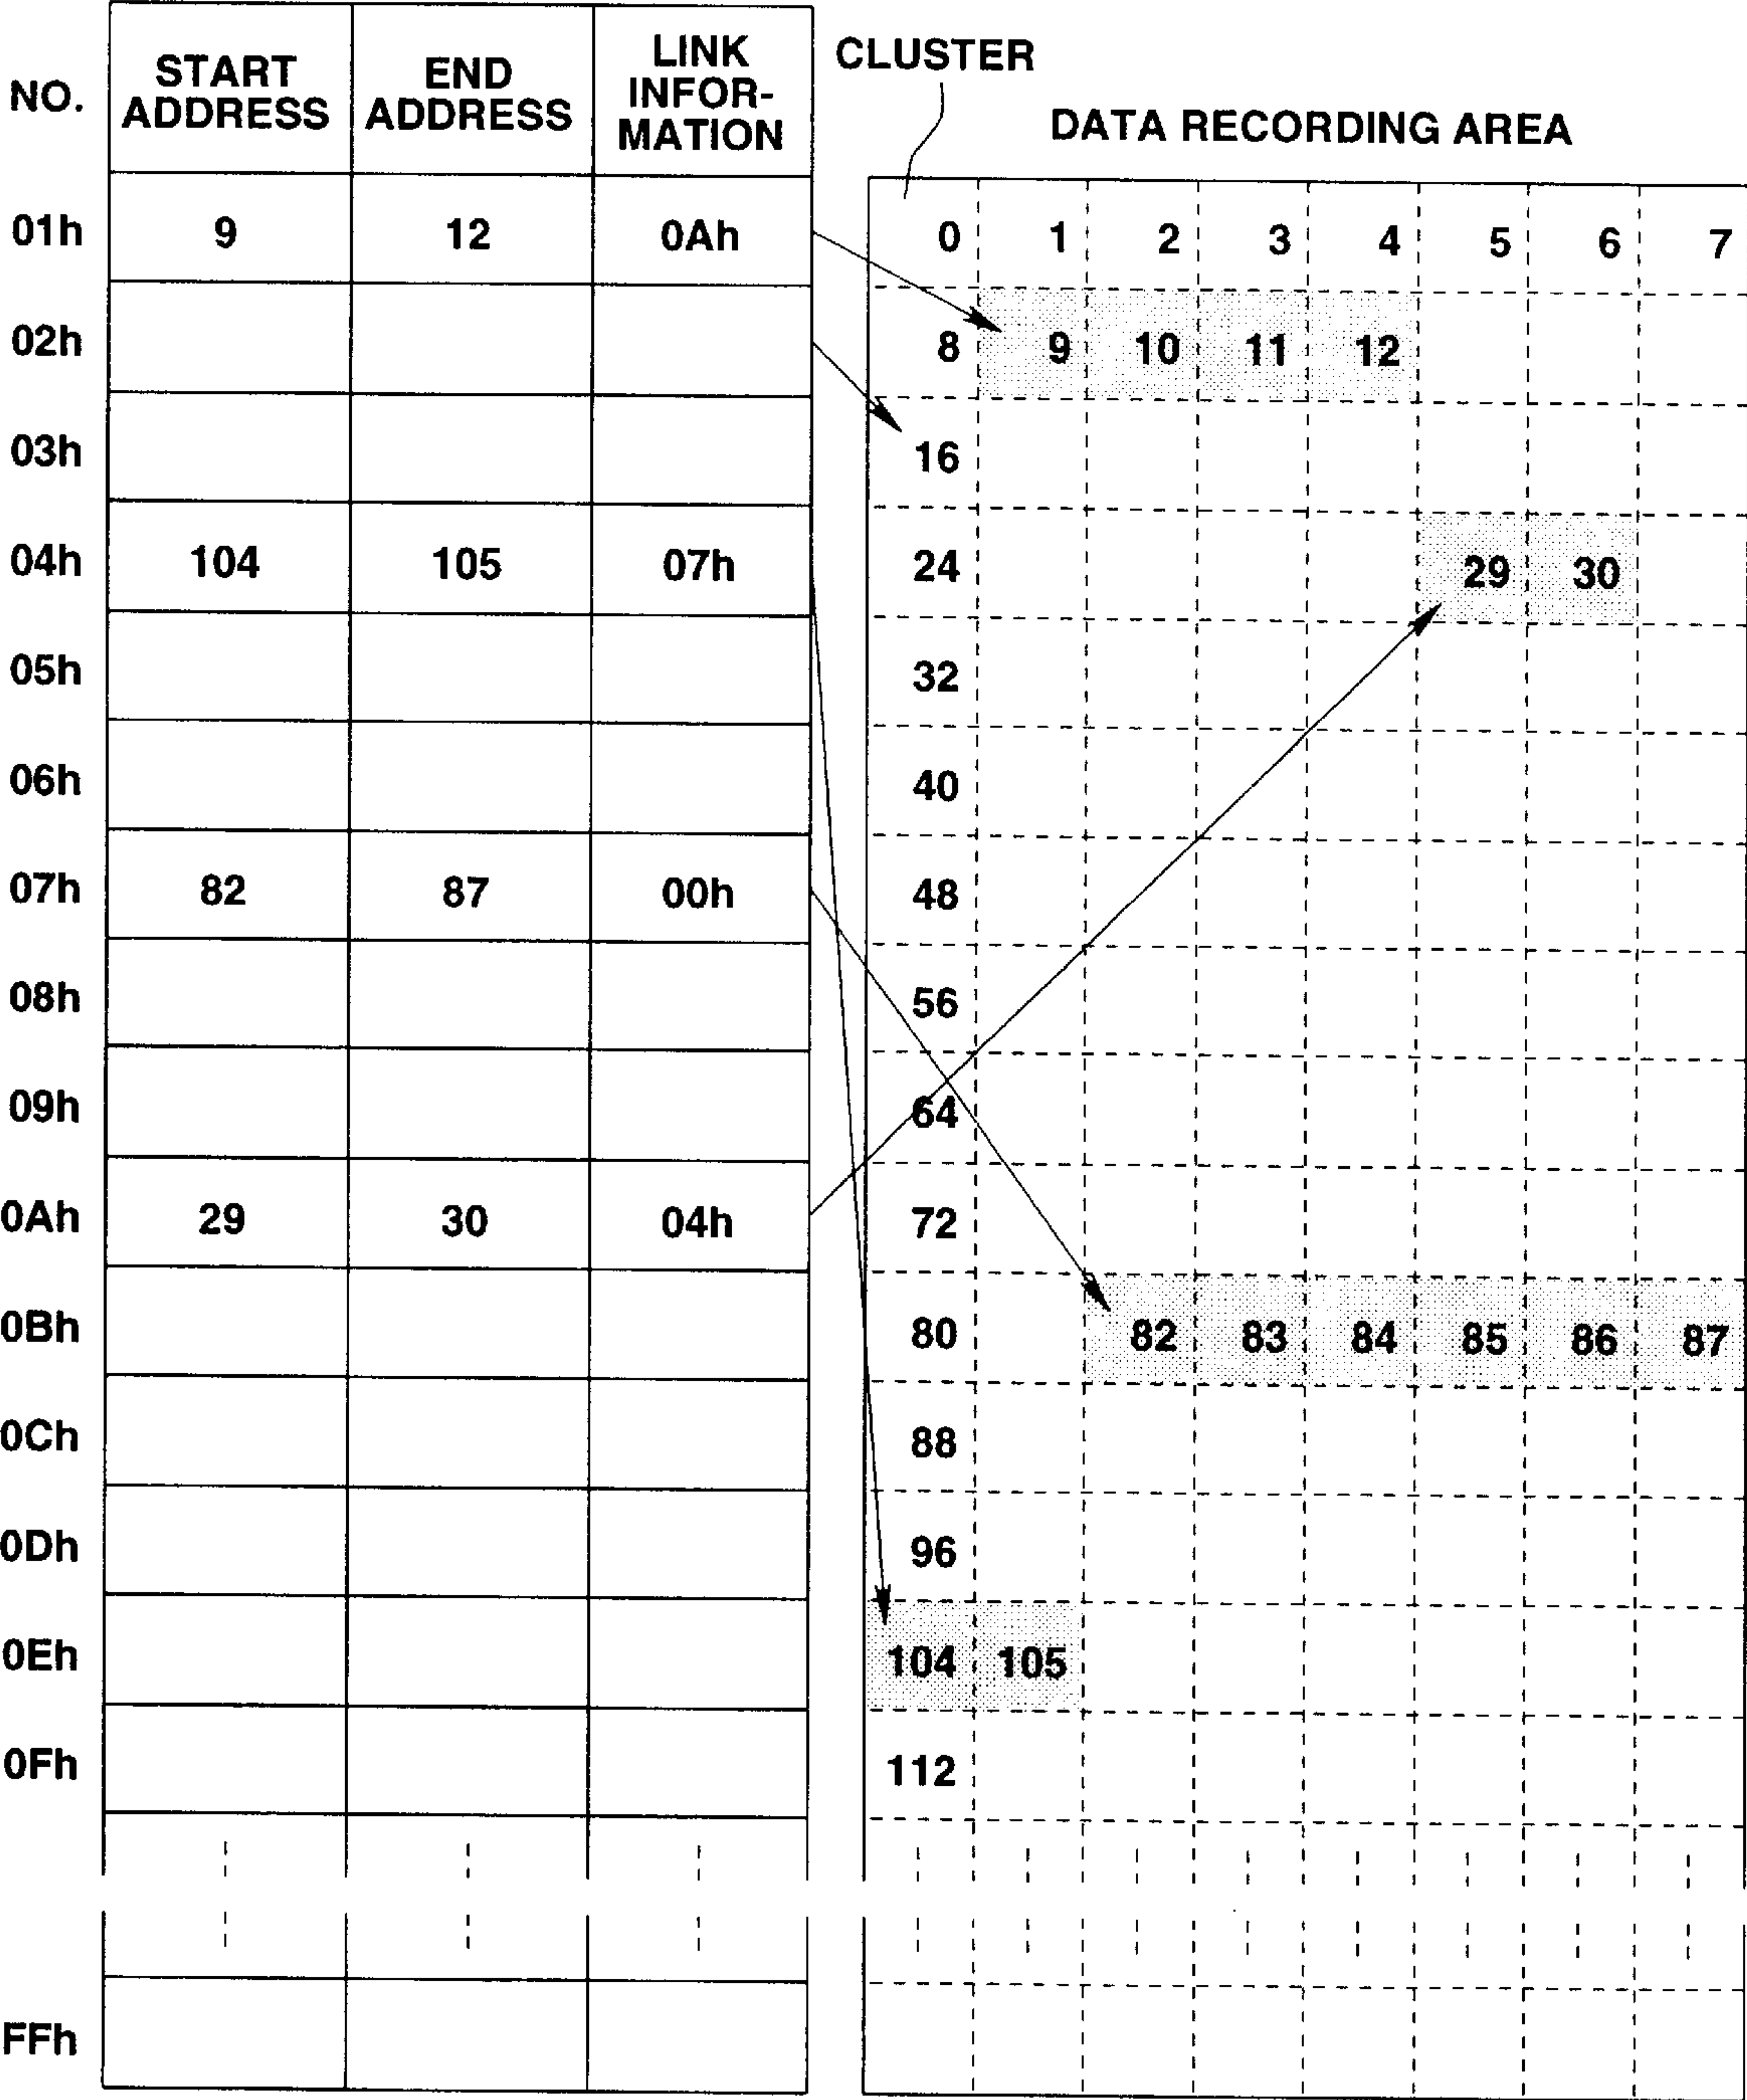 NO.
START
ADDRESS
END
ADDRESS
LINK
INFOR-
MATION
CLUSTER
DATA RECORDING AREA
01h 9 12 0Ah
02h
03h
04h 104 105 07h
05h
06h
07h 82 87 00h
08h
09h
0Ah 29 30 04h
0Bh
0Ch
0Dh
0Eh
0Fh
FFh
0 1 2 3 4 5 6 7
8 9 10 11 12
16
24 29 30
32
40
48
56
64
72
80 82 83 84 85 86 87
88
96
104 105
112